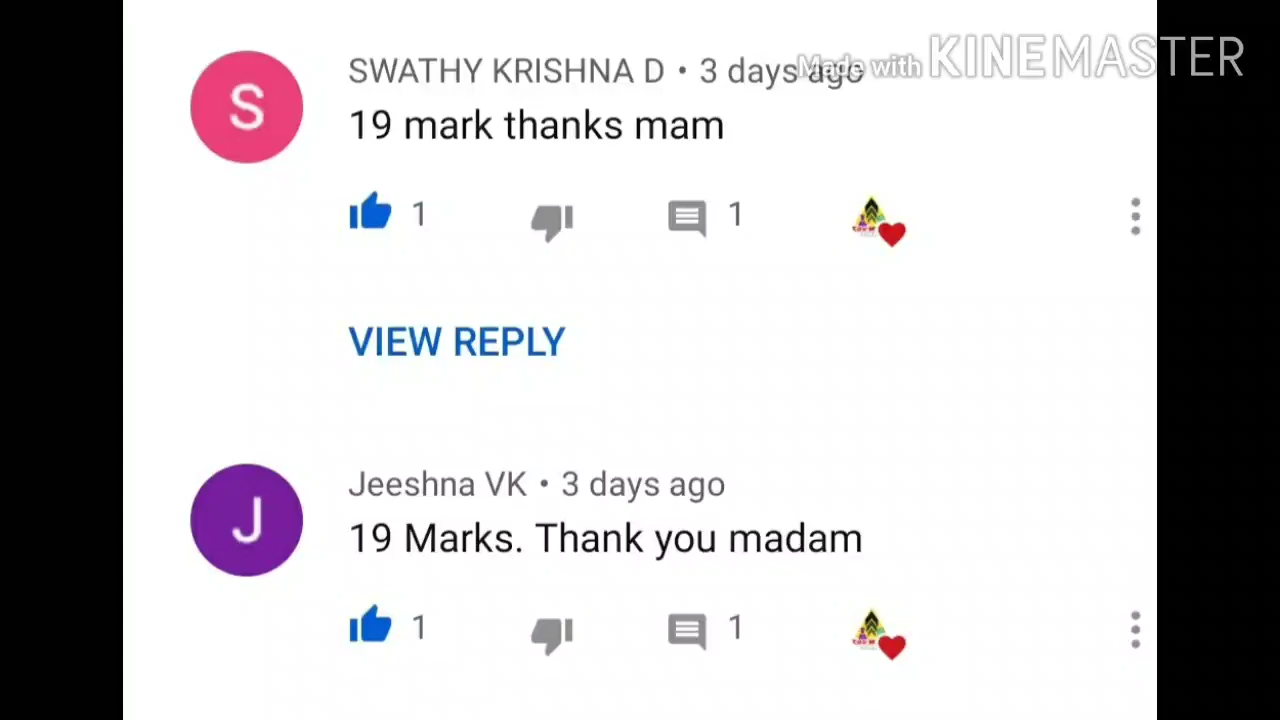 SWATHY KRISHNA D • 3 days ago
Made with KINEMASTER
S
19 mark thanks mam
1
1
VIEW REPLY
Jeeshna VK • 3 days ago
J
19 Marks. Thank you madam
1
1